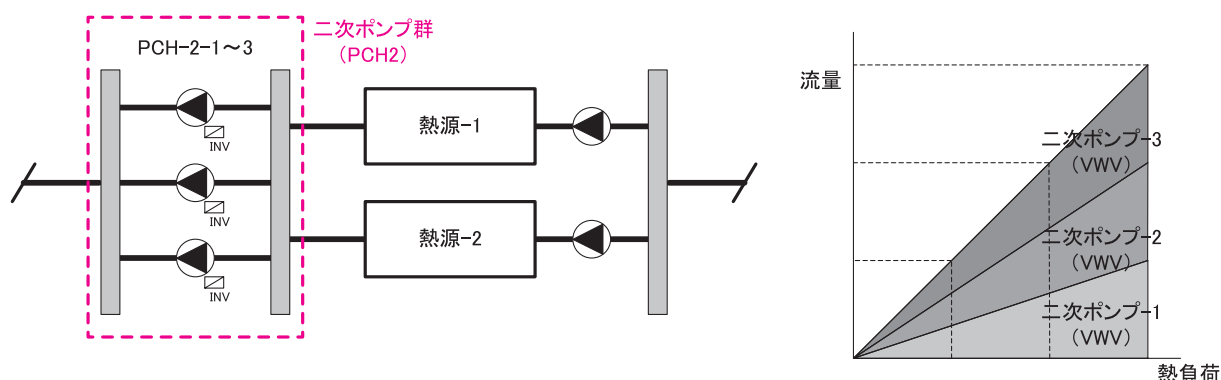 二次ポンプ群
(PCH2)
PCH-2-1～3
INV
INV
INV
熱源-1
熱源-2
流量
二次ポンプ-3
(VWV)
二次ポンプ-2
(VWV)
二次ポンプ-1
(VWV)
熱負荷